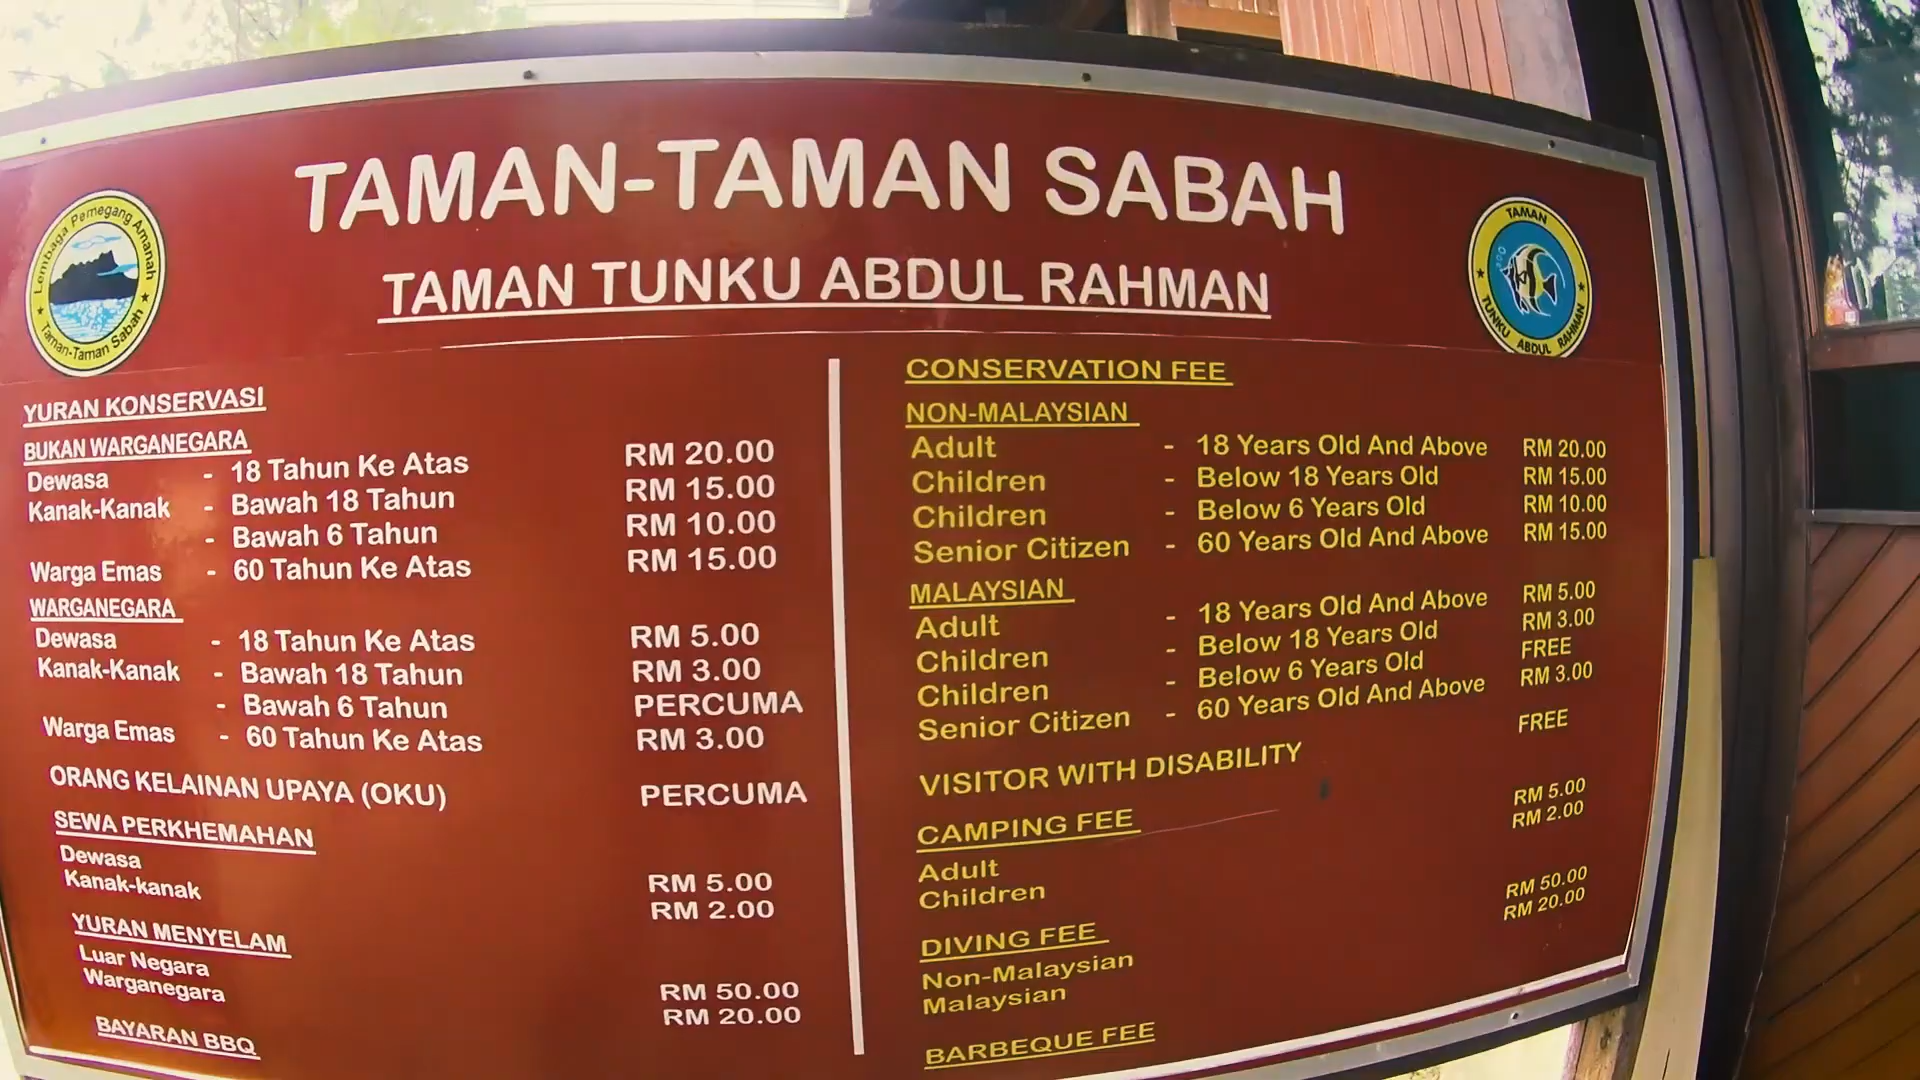 TAMAN-TAMAN SABAH
TAMAN TUNKU ABDUL RAHMAN
Lembaga Pemegang Amanah
Taman-Taman Sabah
TAMAN
TUNKU ABDUL RAHMAN
YURAN KONSERVASI
BUKAN WARGANEGARA
Dewasa - 18 Tahun Ke Atas RM 20.00
Kanak-Kanak - Bawah 18 Tahun RM 15.00
- Bawah 6 Tahun RM 10.00
Warga Emas - 60 Tahun Ke Atas RM 15.00
WARGANEGARA
Dewasa - 18 Tahun Ke Atas RM 5.00
Kanak-Kanak - Bawah 18 Tahun RM 3.00
- Bawah 6 Tahun PERCUMA
Warga Emas - 60 Tahun Ke Atas RM 3.00
ORANG KELAINAN UPAYA (OKU) PERCUMA
SEWA PERKHEMAHAN
Dewasa RM 5.00
Kanak-kanak RM 2.00
YURAN MENYELAM
Luar Negara RM 50.00
Warganegara RM 20.00
BAYARAN BBQ
CONSERVATION FEE
NON-MALAYSIAN
Adult - 18 Years Old And Above RM 20.00
Children - Below 18 Years Old RM 15.00
Children - Below 6 Years Old RM 10.00
Senior Citizen - 60 Years Old And Above RM 15.00
MALAYSIAN
Adult - 18 Years Old And Above RM 5.00
Children - Below 18 Years Old RM 3.00
Children - Below 6 Years Old FREE
Senior Citizen - 60 Years Old And Above RM 3.00
VISITOR WITH DISABILITY FREE
CAMPING FEE
Adult RM 5.00
Children RM 2.00
DIVING FEE
Non-Malaysian RM 50.00
Malaysian RM 20.00
BARBEQUE FEE